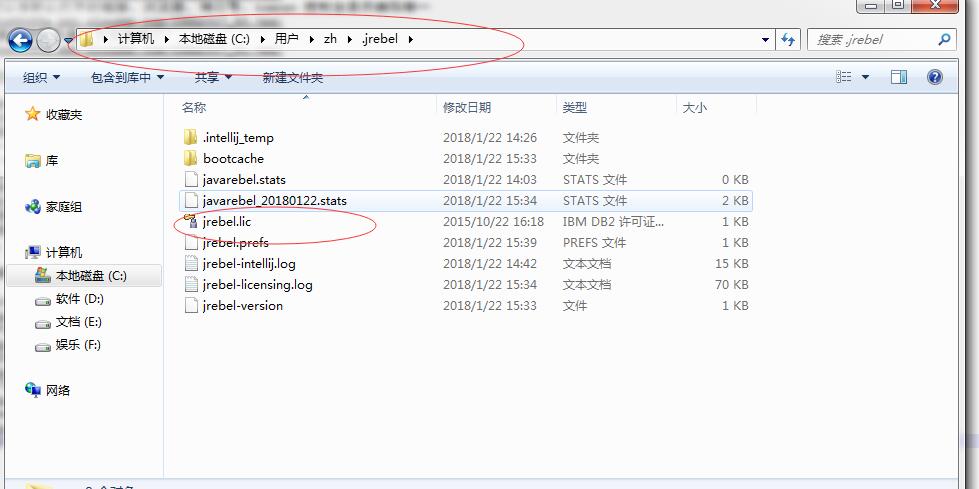 计算机 本地磁盘 (C:) 用户 zh .jrebel
搜索 .jrebel
组织 包含到库中 共享 新建文件夹
收藏夹
库
家庭组
计算机
本地磁盘 (C:)
软件 (D:)
文档 (E:)
娱乐 (F:)
网络
名称 修改日期 类型 大小
.intellij_temp 2018/1/22 14:26 文件夹
bootcache 2018/1/22 15:33 文件夹
javarebel.stats 2018/1/22 14:03 STATS 文件 0 KB
javarebel_20180122.stats 2018/1/22 15:34 STATS 文件 2 KB
jrebel.lic 2015/10/22 16:18 IBM DB2 许可证... 1 KB
jrebel.prefs 2018/1/22 15:39 PREFS 文件 1 KB
jrebel-intellij.log 2018/1/22 14:42 文本文档 15 KB
jrebel-licensing.log 2018/1/22 15:34 文本文档 70 KB
jrebel-version 2018/1/22 15:33 文件 1 KB